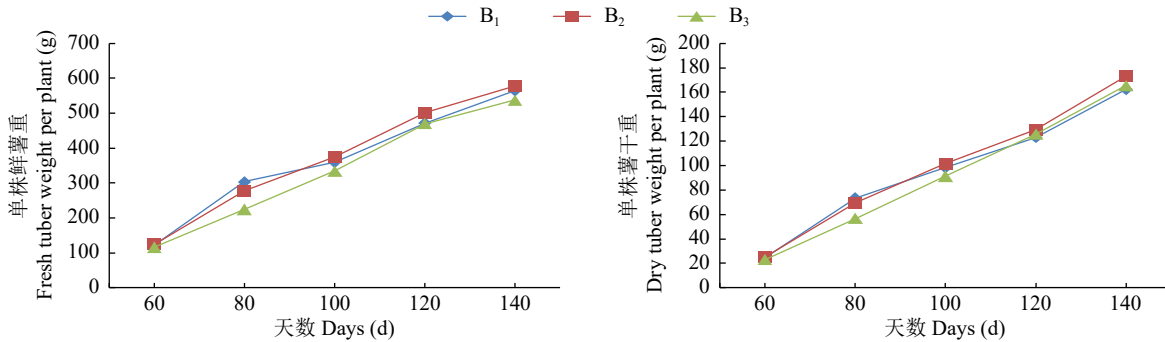 B₁ B₂ B₃
单株鲜薯重
Fresh tuber weight per plant (g)
700
600
500
400
300
200
100
0
60 80 100 120 140
天数 Days (d)
单株薯干重
Dry tuber weight per plant (g)
200
180
160
140
120
100
80
60
40
20
0
60 80 100 120 140
天数 Days (d)